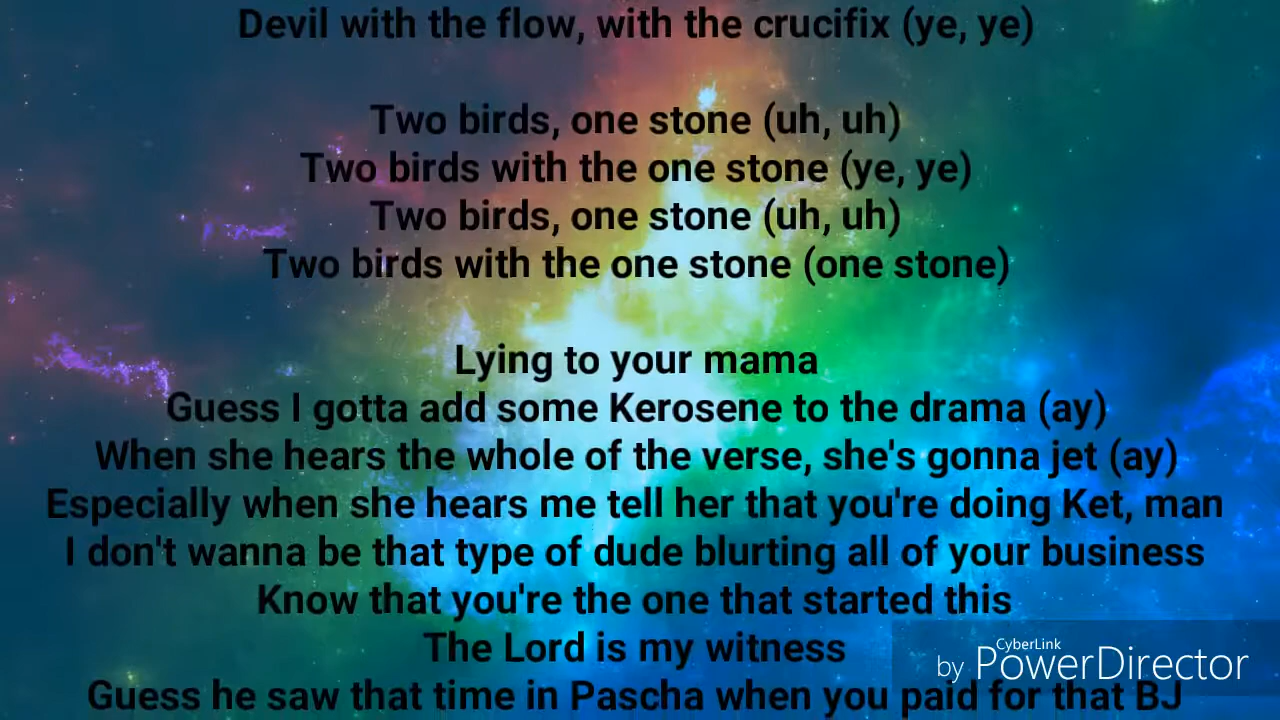 Devil with the flow, with the crucifix (ye, ye)
Two birds, one stone (uh, uh)
Two birds with the one stone (ye, ye)
Two birds, one stone (uh, uh)
Two birds with the one stone (one stone)
Lying to your mama
Guess I gotta add some Kerosene to the drama (ay)
When she hears the whole of the verse, she's gonna jet (ay)
Especially when she hears me tell her that you're doing Ket, man
I don't wanna be that type of dude blurting all of your business
Know that you're the one that started this
The Lord is my witness
Guess he saw that time in Pascha when you paid for that BJ
by CyberLink PowerDirector